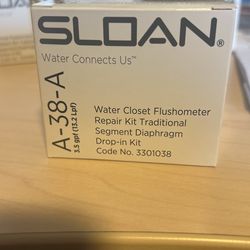 SLOAN®
Water Connects Us™
A-38-A
3.5 gpf (13.2 Lpf)
Water Closet Flushometer
Repair Kit Traditional
Segment Diaphragm
Drop-in Kit
Code No. 3301038